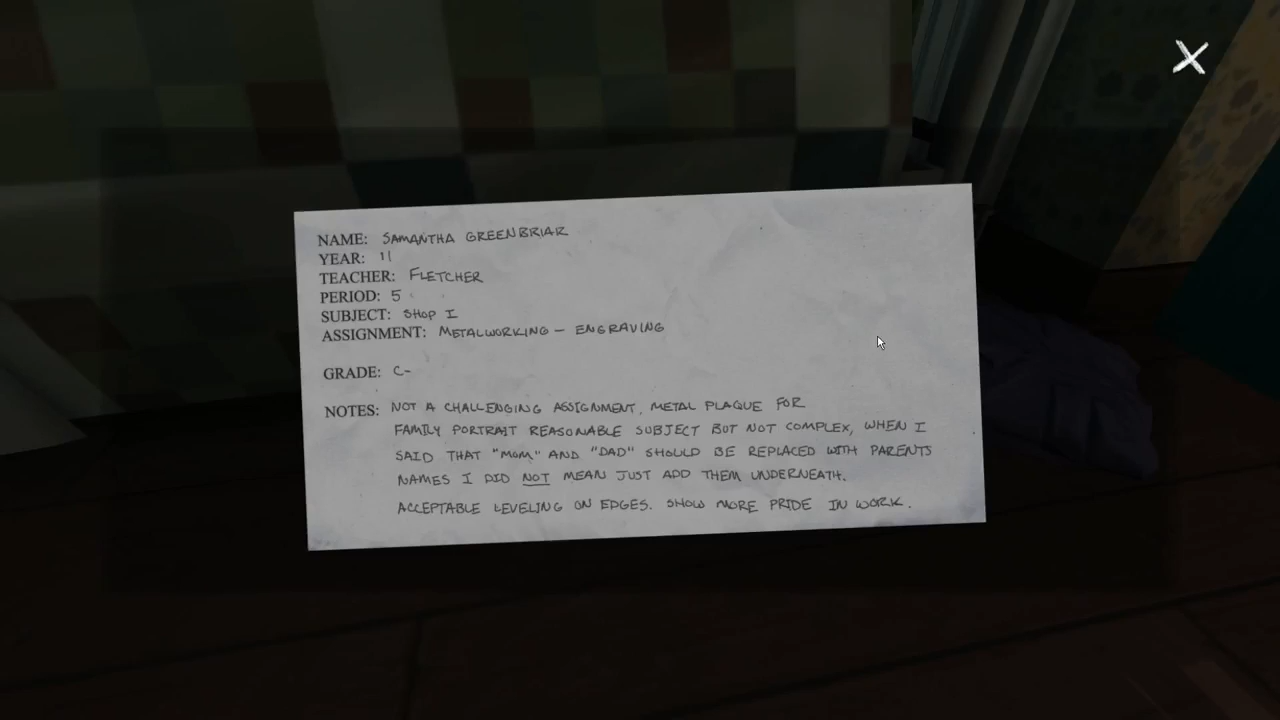 NAME: SAMANTHA GREENBRIAR
YEAR: 11
TEACHER: FLETCHER
PERIOD: 5
SUBJECT: SHOP I
ASSIGNMENT: METALWORKING – ENGRAVING
GRADE: C-
NOTES: NOT A CHALLENGING ASSIGNMENT, METAL PLAQUE FOR
FAMILY PORTRAIT REASONABLE SUBJECT BUT NOT COMPLEX, WHEN I
SAID THAT "MOM" AND "DAD" SHOULD BE REPLACED WITH PARENTS
NAMES I DID NOT MEAN JUST ADD THEM UNDERNEATH.
ACCEPTABLE LEVELING ON EDGES. SHOW MORE PRIDE IN WORK.